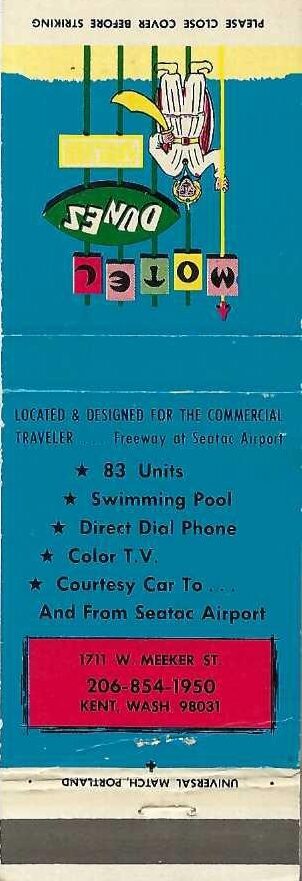 PLEASE CLOSE COVER BEFORE STRIKING
DUNES
MOTEL
LOCATED & DESIGNED FOR THE COMMERCIAL
TRAVELER ..... Freeway at Seatac Airport
★ 83 Units
★ Swimming Pool
★ Direct Dial Phone
★ Color T.V.
★ Courtesy Car To . . .
And From Seatac Airport
1711 W. MEEKER ST.
206-854-1950
KENT, WASH. 98031
UNIVERSAL MATCH, PORTLAND